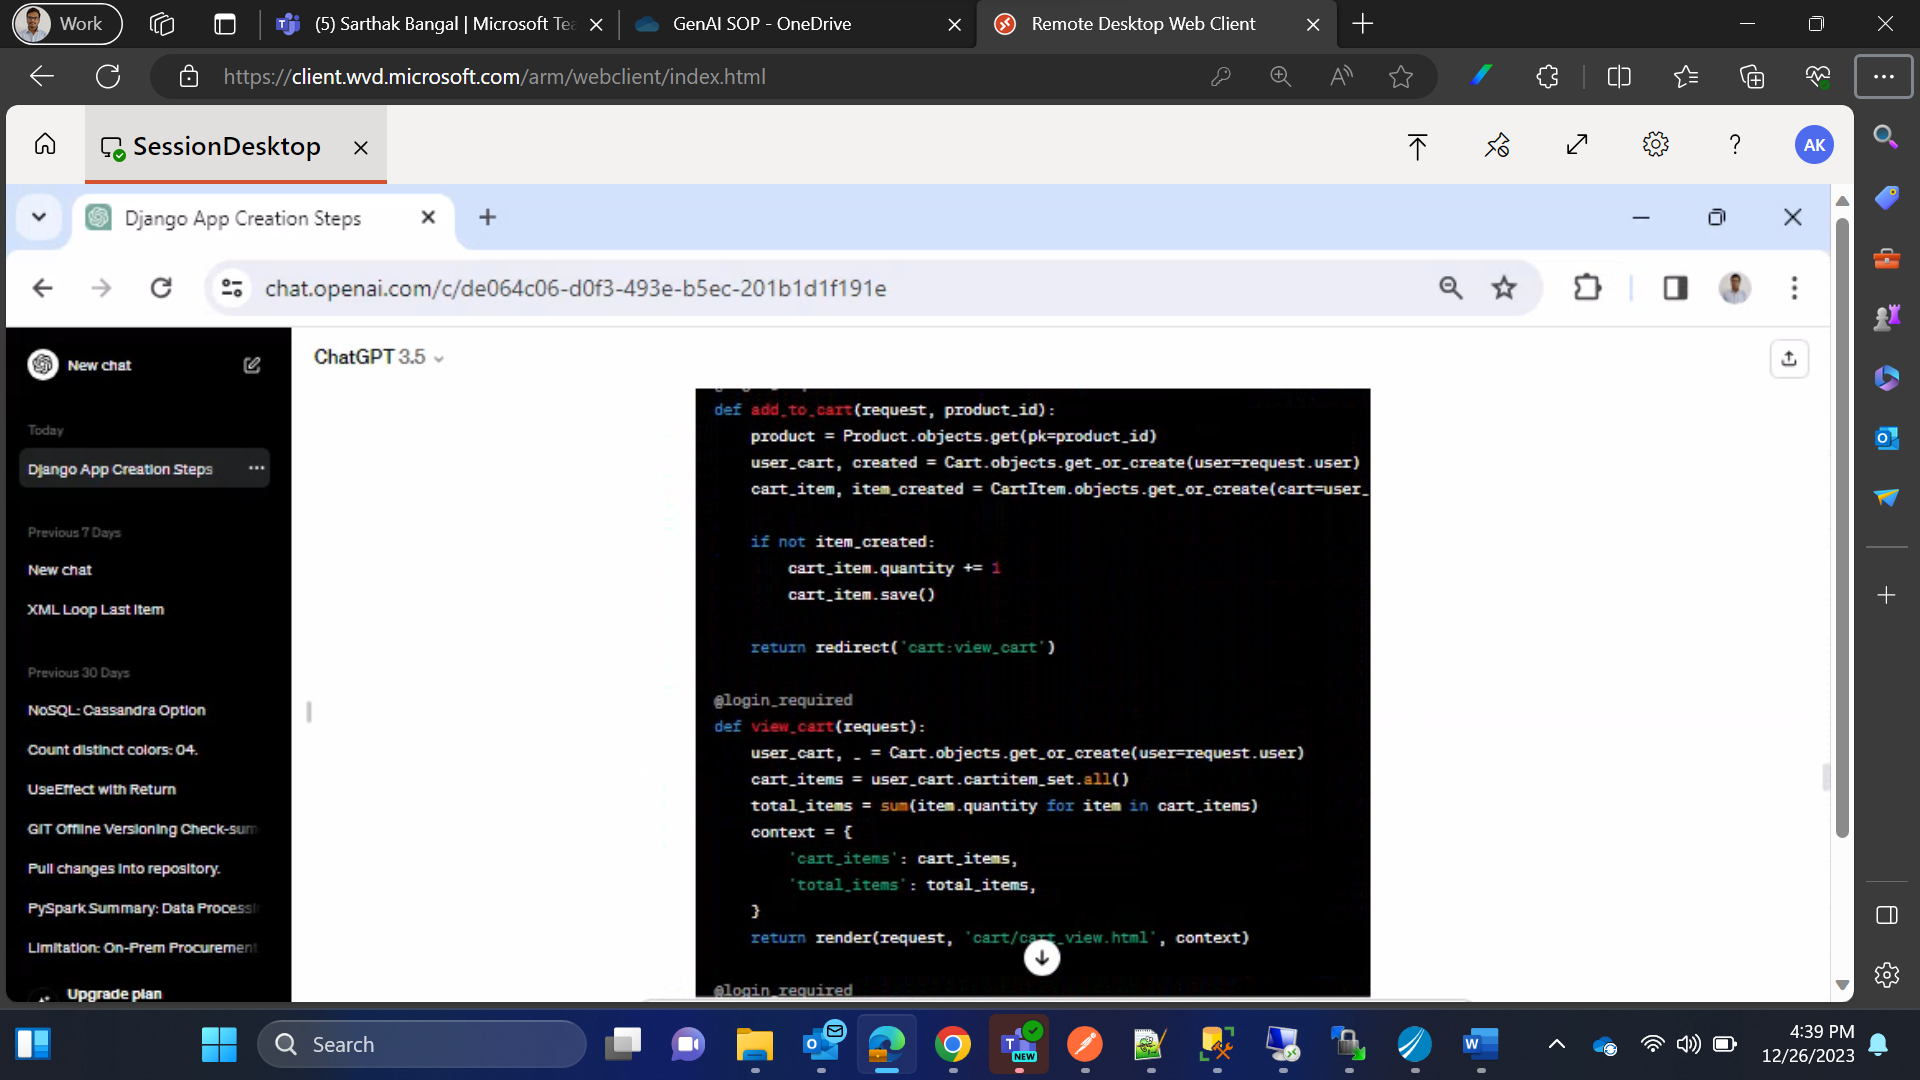 Work
(5) Sarthak Bangal | Microsoft Tea
GenAI SOP - OneDrive
Remote Desktop Web Client
https://client.wvd.microsoft.com/arm/webclient/index.html
SessionDesktop
AK
Django App Creation Steps
chat.openai.com/c/de064c06-d0f3-493e-b5ec-201b1d1f191e
New chat
Today
Django App Creation Steps
Previous 7 Days
New chat
XML Loop Last Item
Previous 30 Days
NoSQL: Cassandra Option
Count distinct colors: 04.
UseEffect with Return
GIT Offline Versioning Check-sum
Pull changes into repository.
PySpark Summary: Data Processi
Limitation: On-Prem Procurement
Upgrade plan
ChatGPT 3.5
def add_to_cart(request, product_id):
product = Product.objects.get(pk=product_id)
user_cart, created = Cart.objects.get_or_create(user=request.user)
cart_item, item_created = CartItem.objects.get_or_create(cart=user_
if not item_created:
cart_item.quantity += 1
cart_item.save()
return redirect('cart:view_cart')
@login_required
def view_cart(request):
user_cart, _ = Cart.objects.get_or_create(user=request.user)
cart_items = user_cart.cartitem_set.all()
total_items = sum(item.quantity for item in cart_items)
context = {
'cart_items': cart_items,
'total_items': total_items,
}
return render(request, 'cart/cart_view.html', context)
@login_required
Search
NEW
4:39 PM
12/26/2023